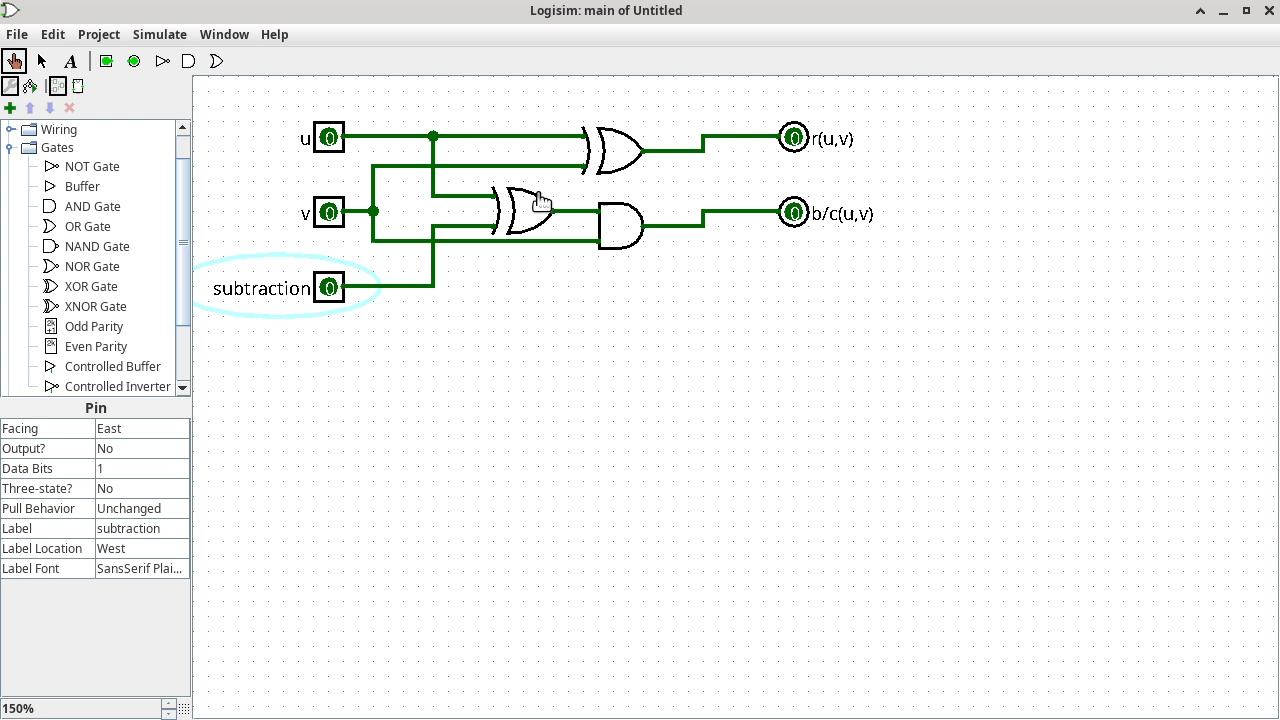 Logisim: main of Untitled
File Edit Project Simulate Window Help
A
Wiring
Gates
NOT Gate
Buffer
AND Gate
OR Gate
NAND Gate
NOR Gate
XOR Gate
XNOR Gate
Odd Parity
Even Parity
Controlled Buffer
Controlled Inverter
Pin
Facing East
Output? No
Data Bits 1
Three-state? No
Pull Behavior Unchanged
Label subtraction
Label Location West
Label Font SansSerif Plai...
150%
u 0 0 r(u,v)
v 0 0 b/c(u,v)
subtraction 0